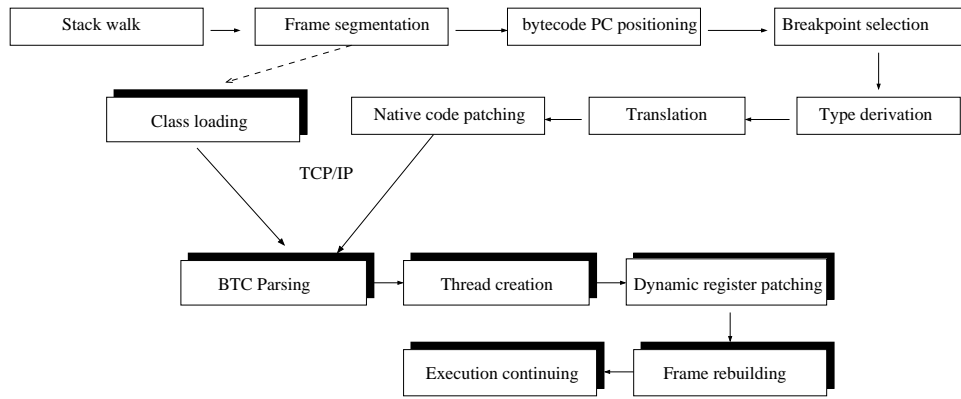 Stack walk
Frame segmentation
bytecode PC positioning
Breakpoint selection
Class loading
Native code patching
Translation
Type derivation
TCP/IP
BTC Parsing
Thread creation
Dynamic register patching
Execution continuing
Frame rebuilding